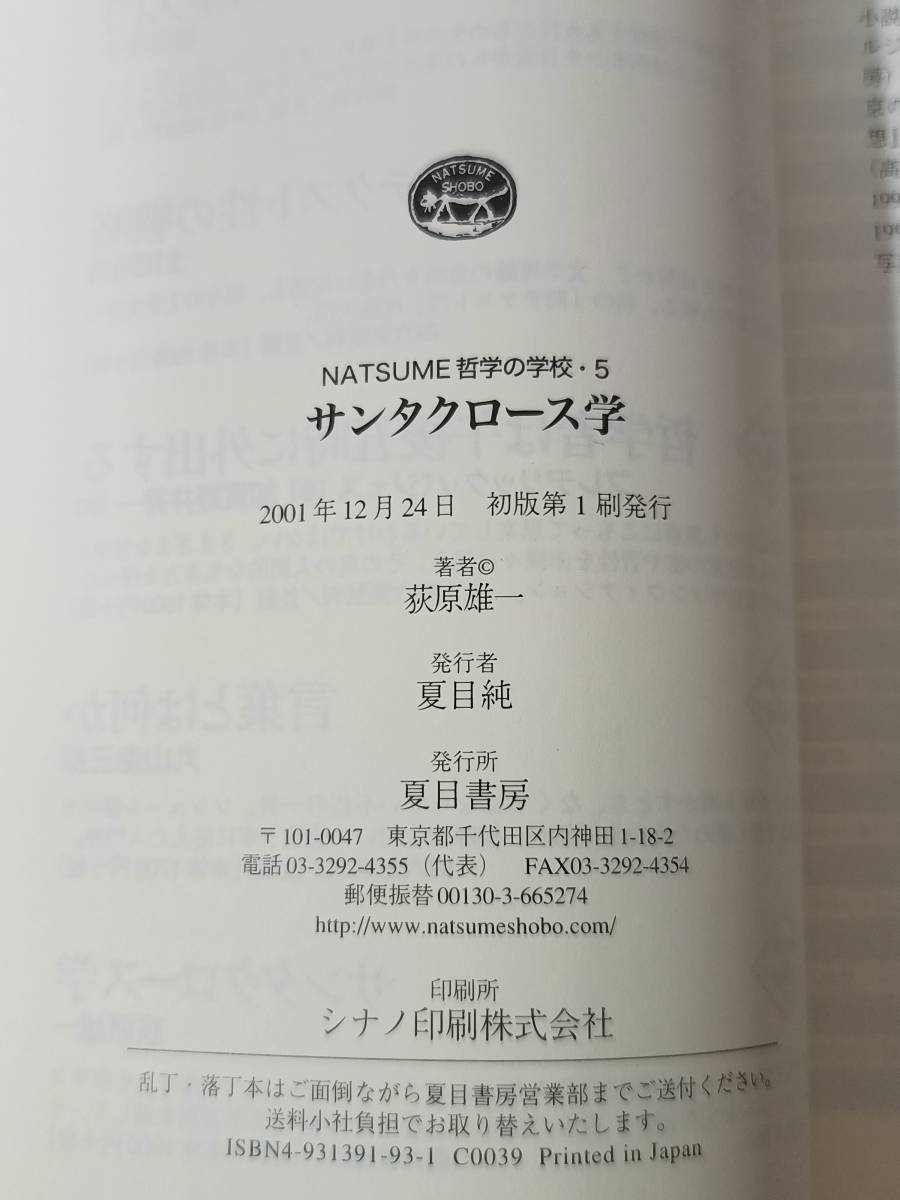 NATSUME
SHOBO
NATSUME 哲学の学校・5
サンタクロース学
2001年12月24日　初版第1刷発行
著者©
荻原雄一
発行者
夏目純
発行所
夏目書房
〒101-0047　東京都千代田区内神田1-18-2
電話03-3292-4355（代表）　FAX03-3292-4354
郵便振替00130-3-665274
http://www.natsumeshobo.com/
印刷所
シナノ印刷株式会社
乱丁・落丁本はご面倒ながら夏目書房営業部までご送付ください。
送料小社負担でお取り替えいたします。
ISBN4-931391-93-1　C0039　Printed in Japan